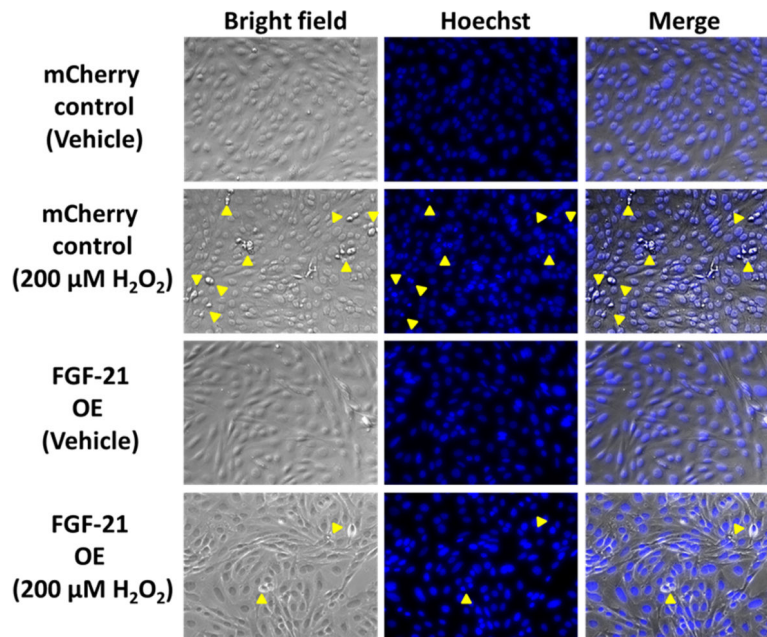 Bright field Hoechst Merge
mCherry
control
(Vehicle)
mCherry
control
(200 μM H₂O₂)
FGF-21
OE
(Vehicle)
FGF-21
OE
(200 μM H₂O₂)